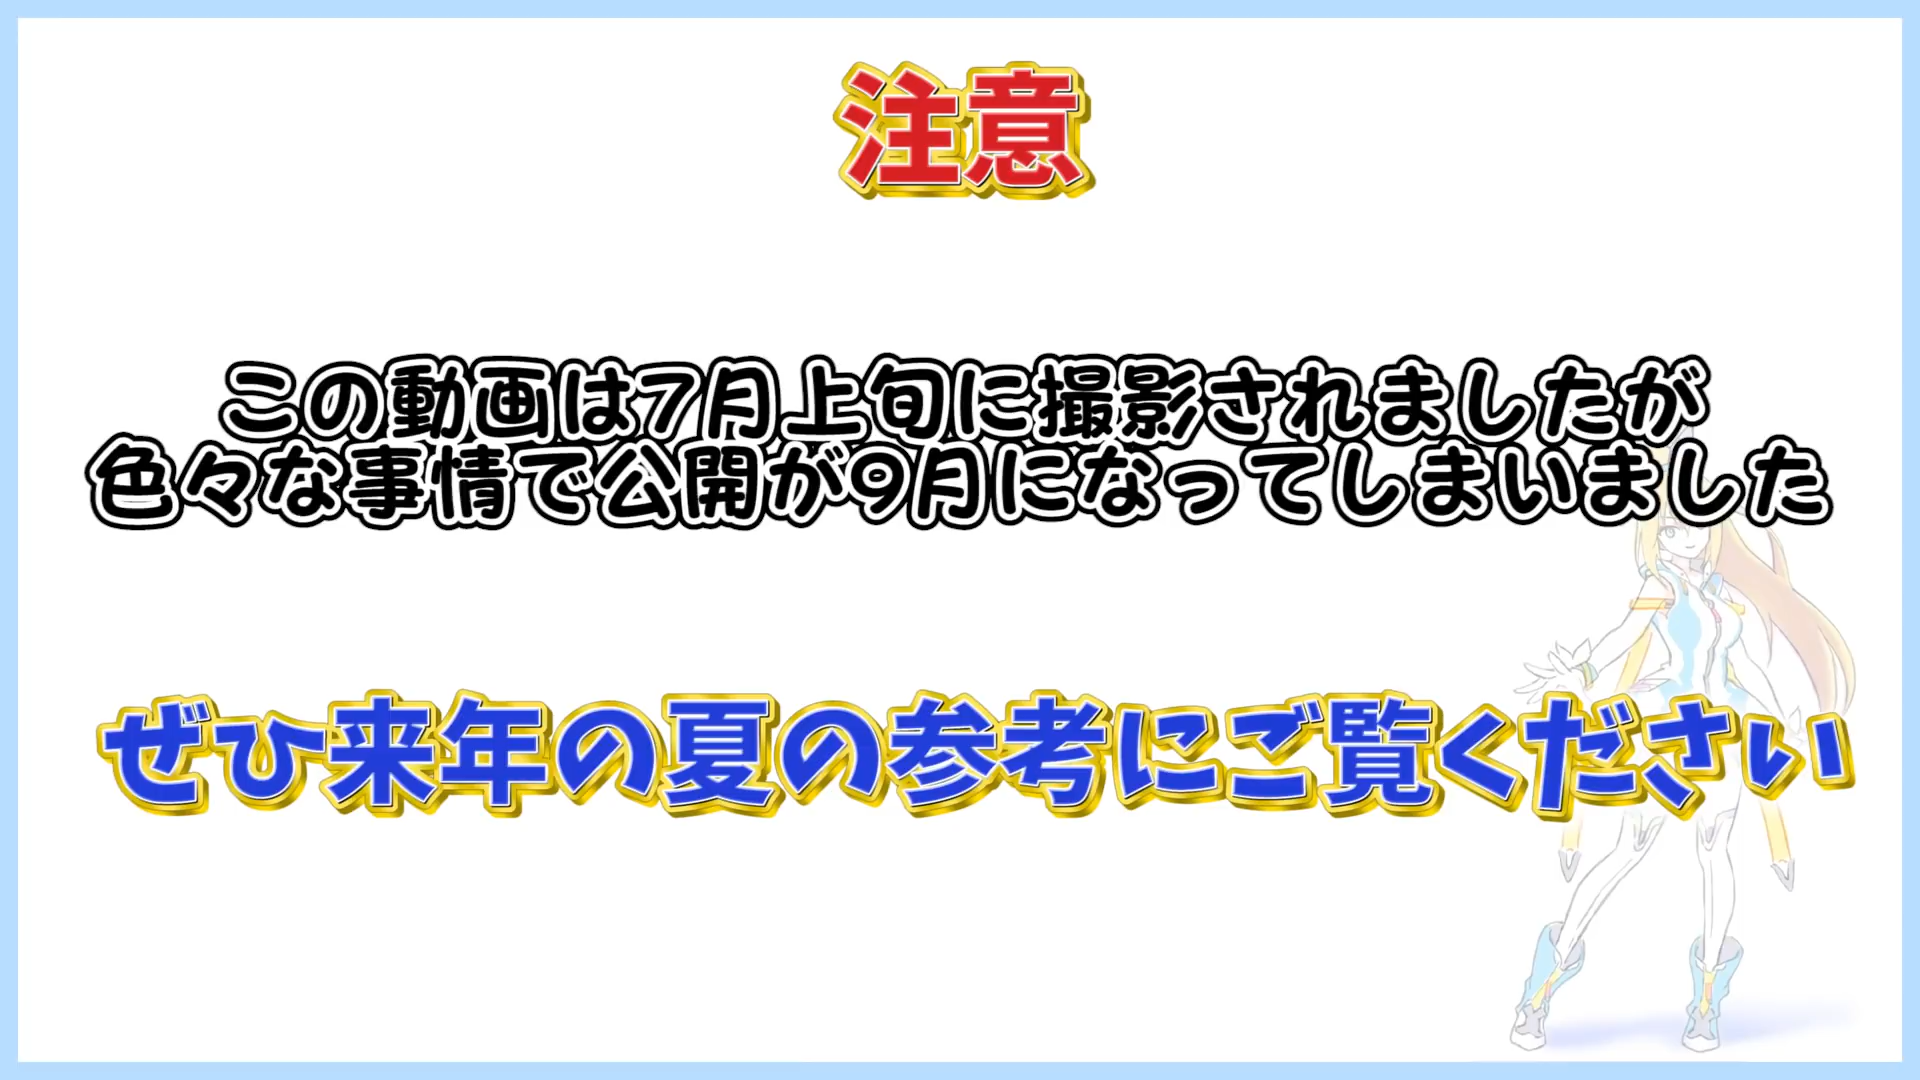 注意
この動画は7月上旬に撮影されましたが
色々な事情で公開が9月になってしまいました
ぜひ来年の夏の参考にご覧ください